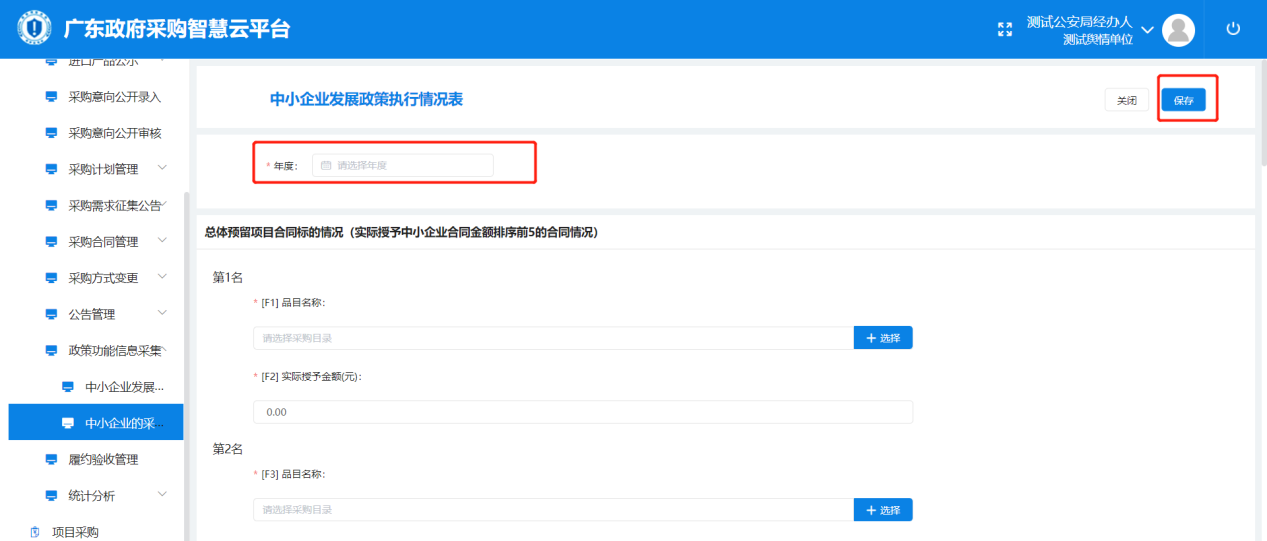 广东政府采购智慧云平台
测试公安局经办人
测试舆情单位
进口产品公示
采购意向公开录入
采购意向公开审核
采购计划管理
采购需求征集公告
采购合同管理
采购方式变更
公告管理
政策功能信息采集
中小企业发展...
中小企业的采...
履约验收管理
统计分析
项目采购
中小企业发展政策执行情况表
关闭
保存
* 年度:
请选择年度
总体预留项目合同标的情况（实际授予中小企业合同金额排序前5的合同情况）
第1名
* [F1] 品目名称:
请选择采购目录
+ 选择
* [F2] 实际授予金额(元):
0.00
第2名
* [F3] 品目名称:
请选择采购目录
+ 选择